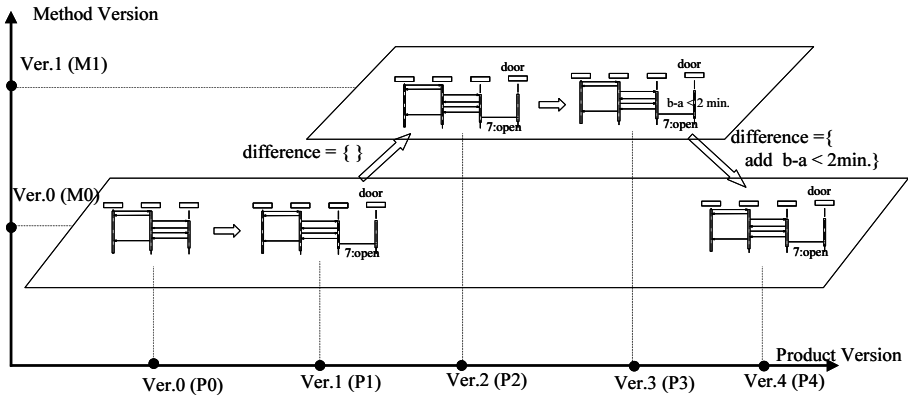 Method Version
Ver.1 (M1)
door
door
b-a < 2 min.
7:open
7:open
difference = { }
difference ={
add b-a < 2min.}
Ver.0 (M0)
door
door
7:open
7:open
Product Version
Ver.0 (P0)
Ver.1 (P1)
Ver.2 (P2)
Ver.3 (P3)
Ver.4 (P4)